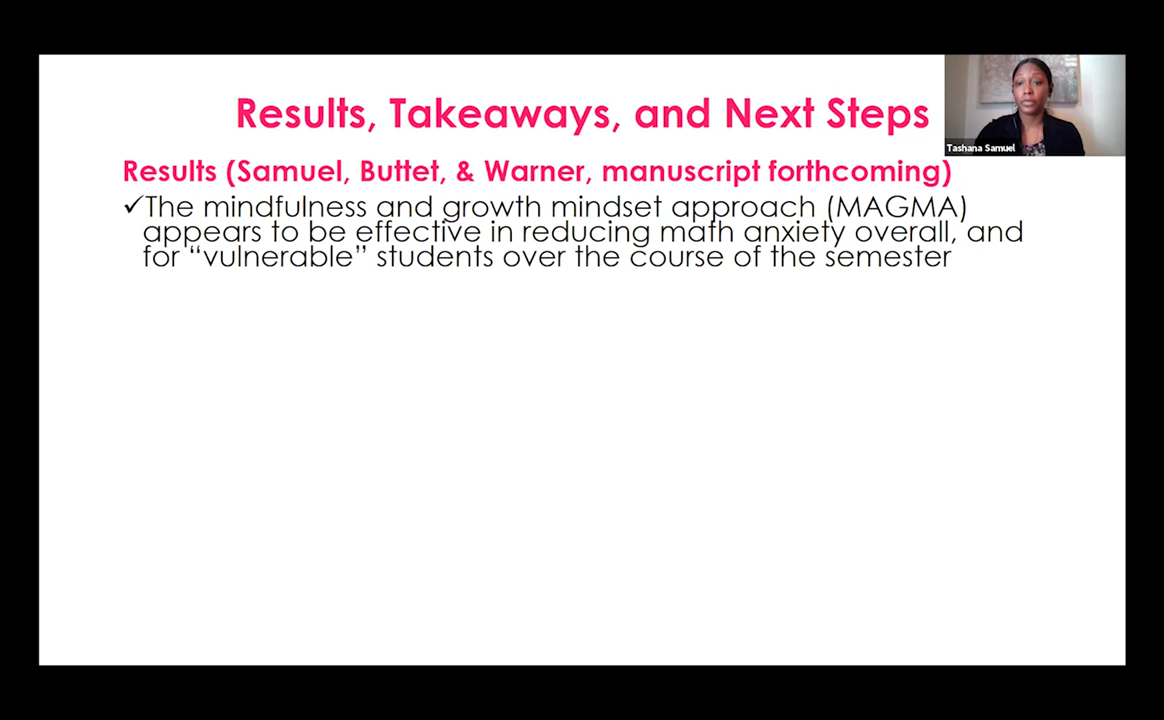 Results, Takeaways, and Next Steps
Tashana Samuel
Results (Samuel, Buttet, & Warner, manuscript forthcoming)
✓The mindfulness and growth mindset approach (MAGMA)
appears to be effective in reducing math anxiety overall, and
for “vulnerable” students over the course of the semester